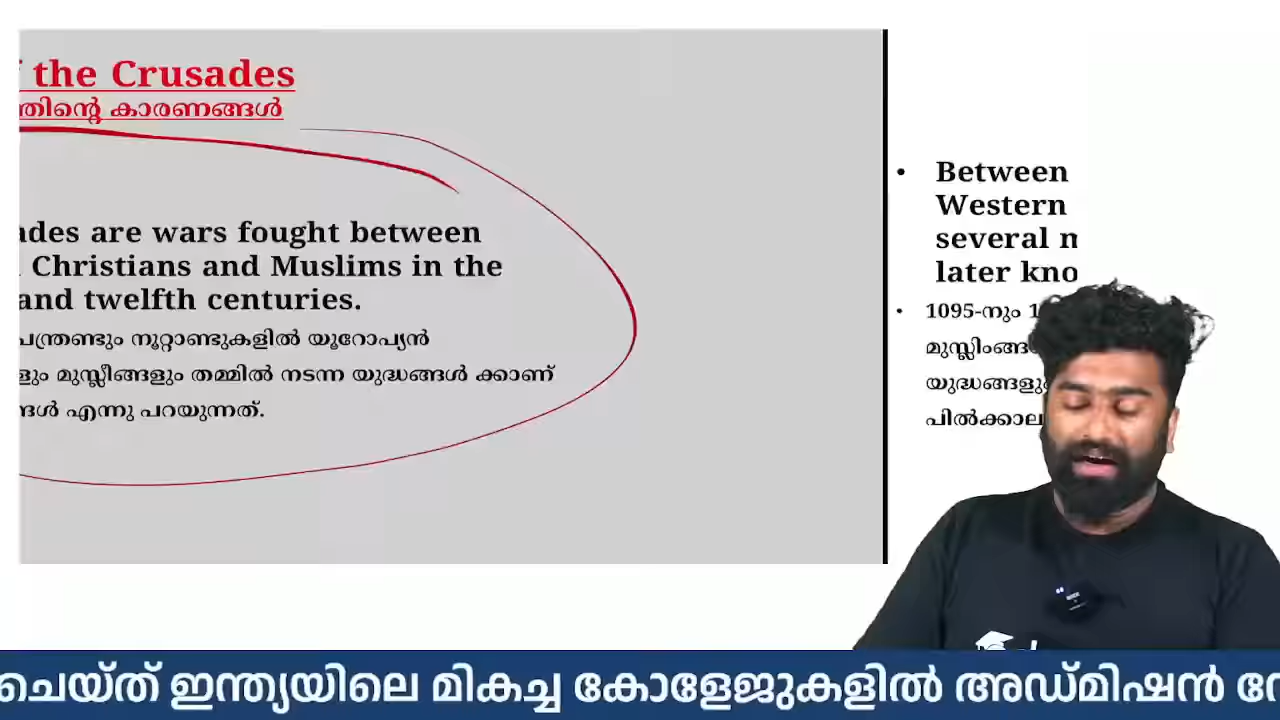 the Crusades
ത്തിന്റെ കാരണങ്ങൾ
ades are wars fought between
Christians and Muslims in the
and twelfth centuries.
പന്ത്രണ്ടും നൂറ്റാണ്ടുകളിൽ യൂറോപ്യൻ
ളും മുസ്ലീങ്ങളും തമ്മിൽ നടന്ന യുദ്ധങ്ങൾ ക്കാണ്
ങൾ എന്നു പറയുന്നത്.
• Between
Western
several m
later kno
• 1095-നും 1
മുസ്ലിംങ്ങ
യുദ്ധങ്ങളു
പിൽക്കാല
ചെയ്ത് ഇന്ത്യയിലെ മികച്ച കോളേജുകളിൽ അഡ്മിഷൻ